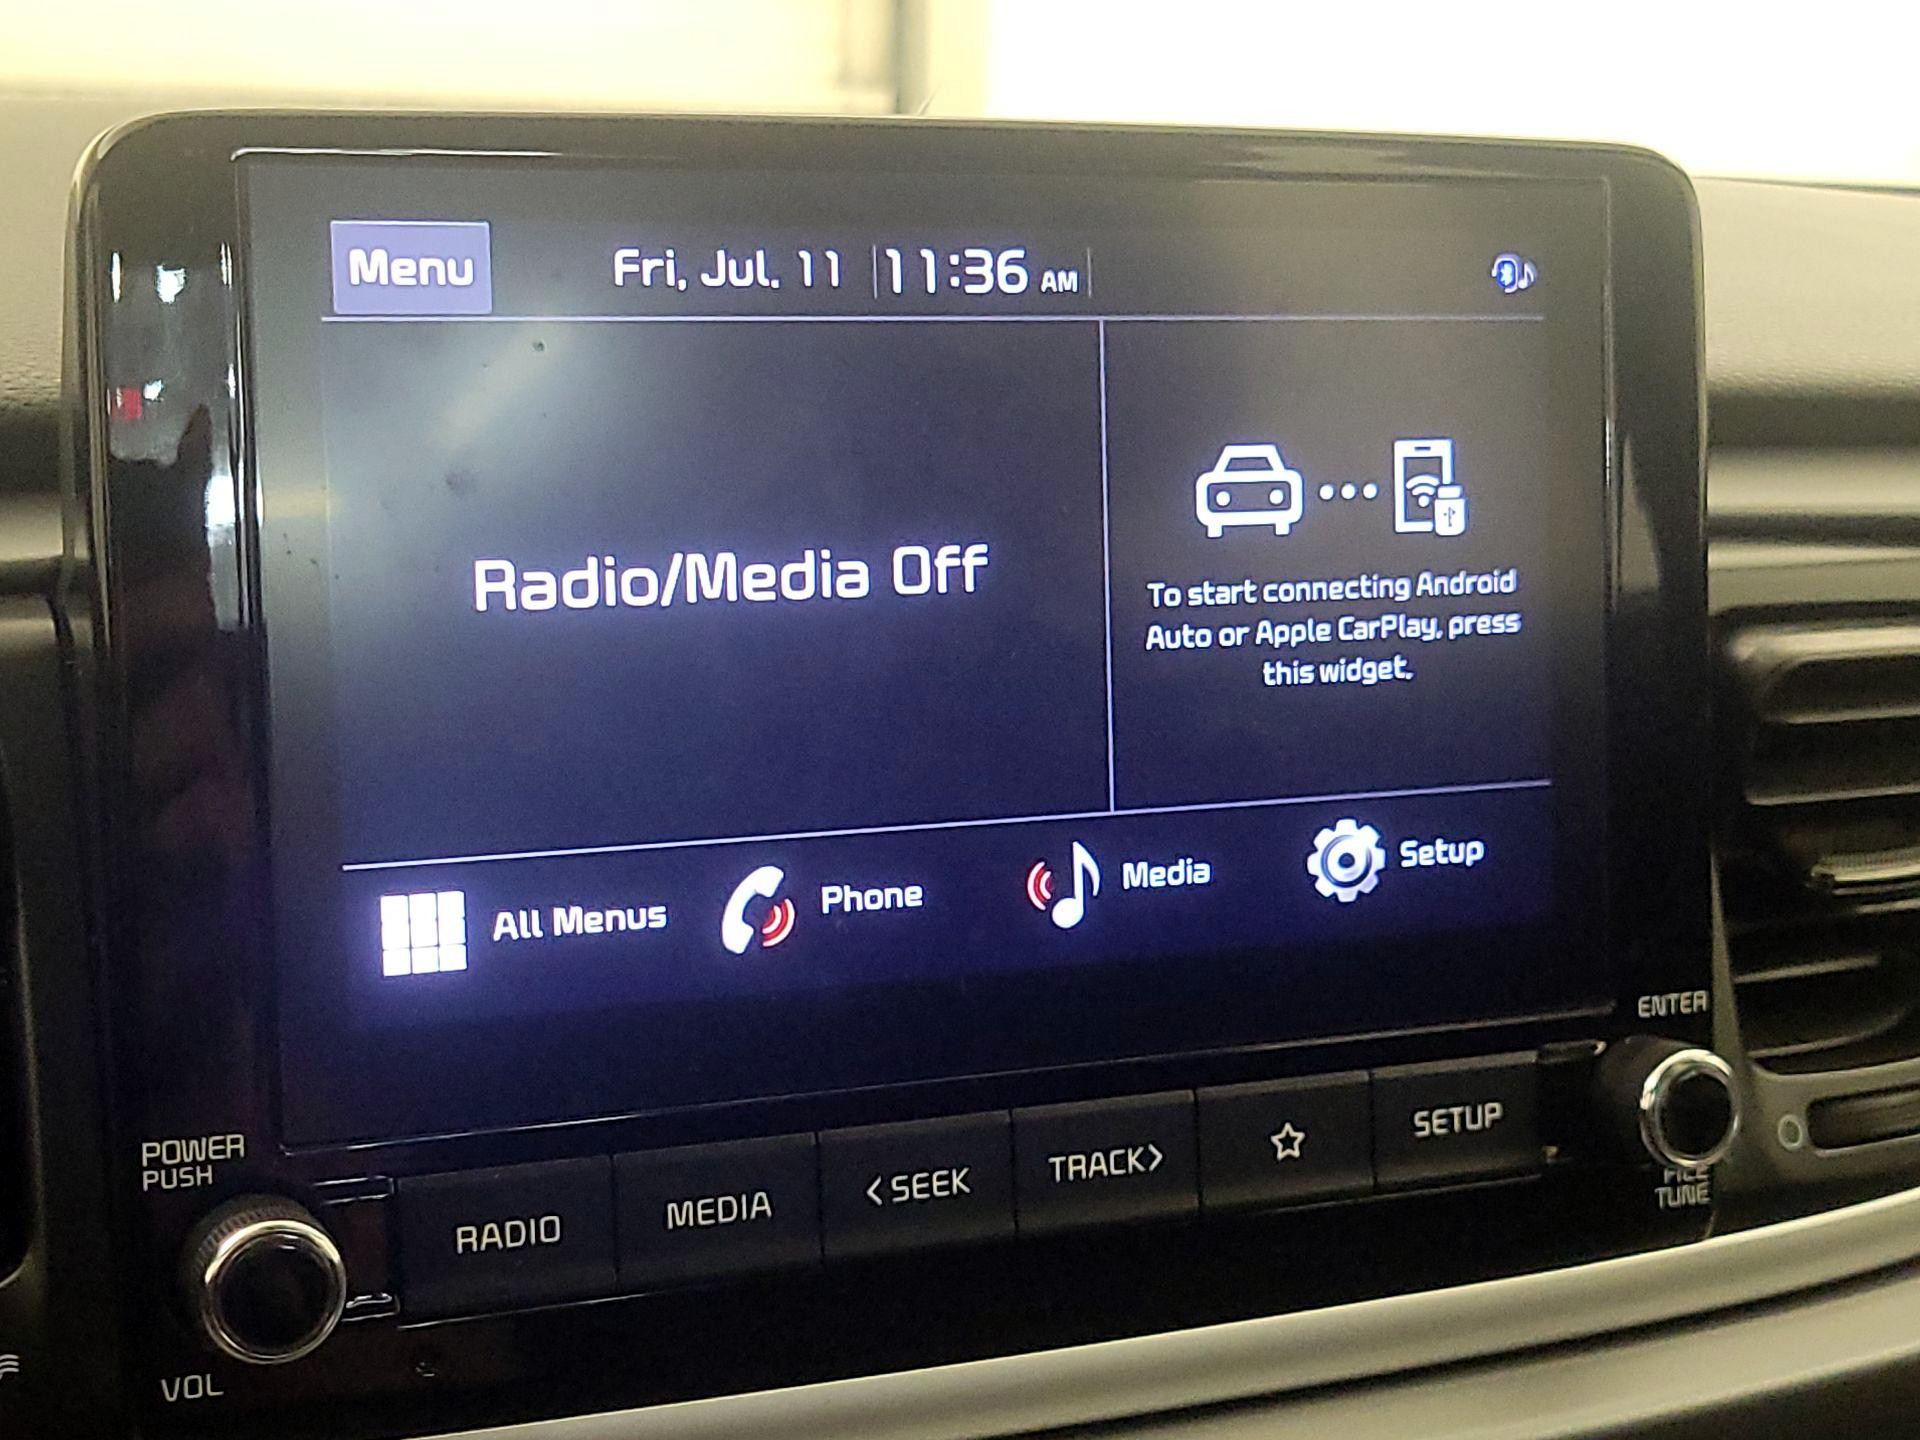 Menu
Fri, Jul. 11
11:36 AM
Radio/Media Off
To start connecting Android
Auto or Apple CarPlay, press
this widget.
All Menus
Phone
Media
Setup
POWER
PUSH
VOL
RADIO
MEDIA
<SEEK
TRACK>
SETUP
ENTER
FILE
TUNE